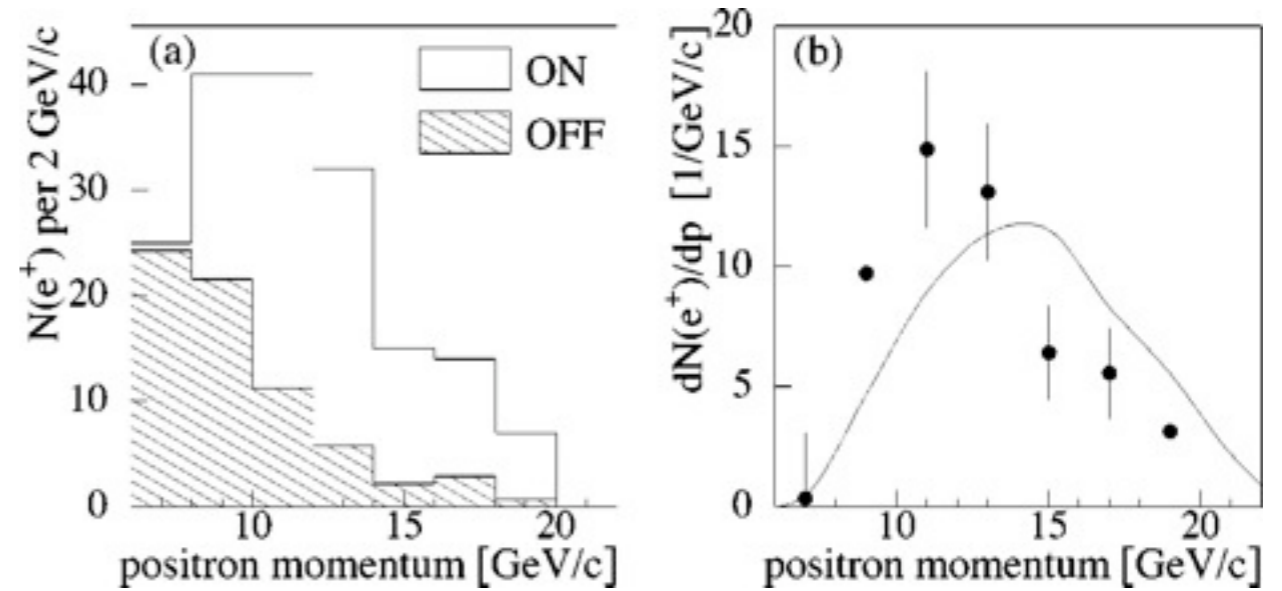 (a)
ON
OFF
N(e⁺) per 2 GeV/c
40
30
20
10
0
10
15
20
positron momentum [GeV/c]
(b)
dN(e⁺)/dp [1/GeV/c]
20
15
10
5
0
10
15
20
positron momentum [GeV/c]